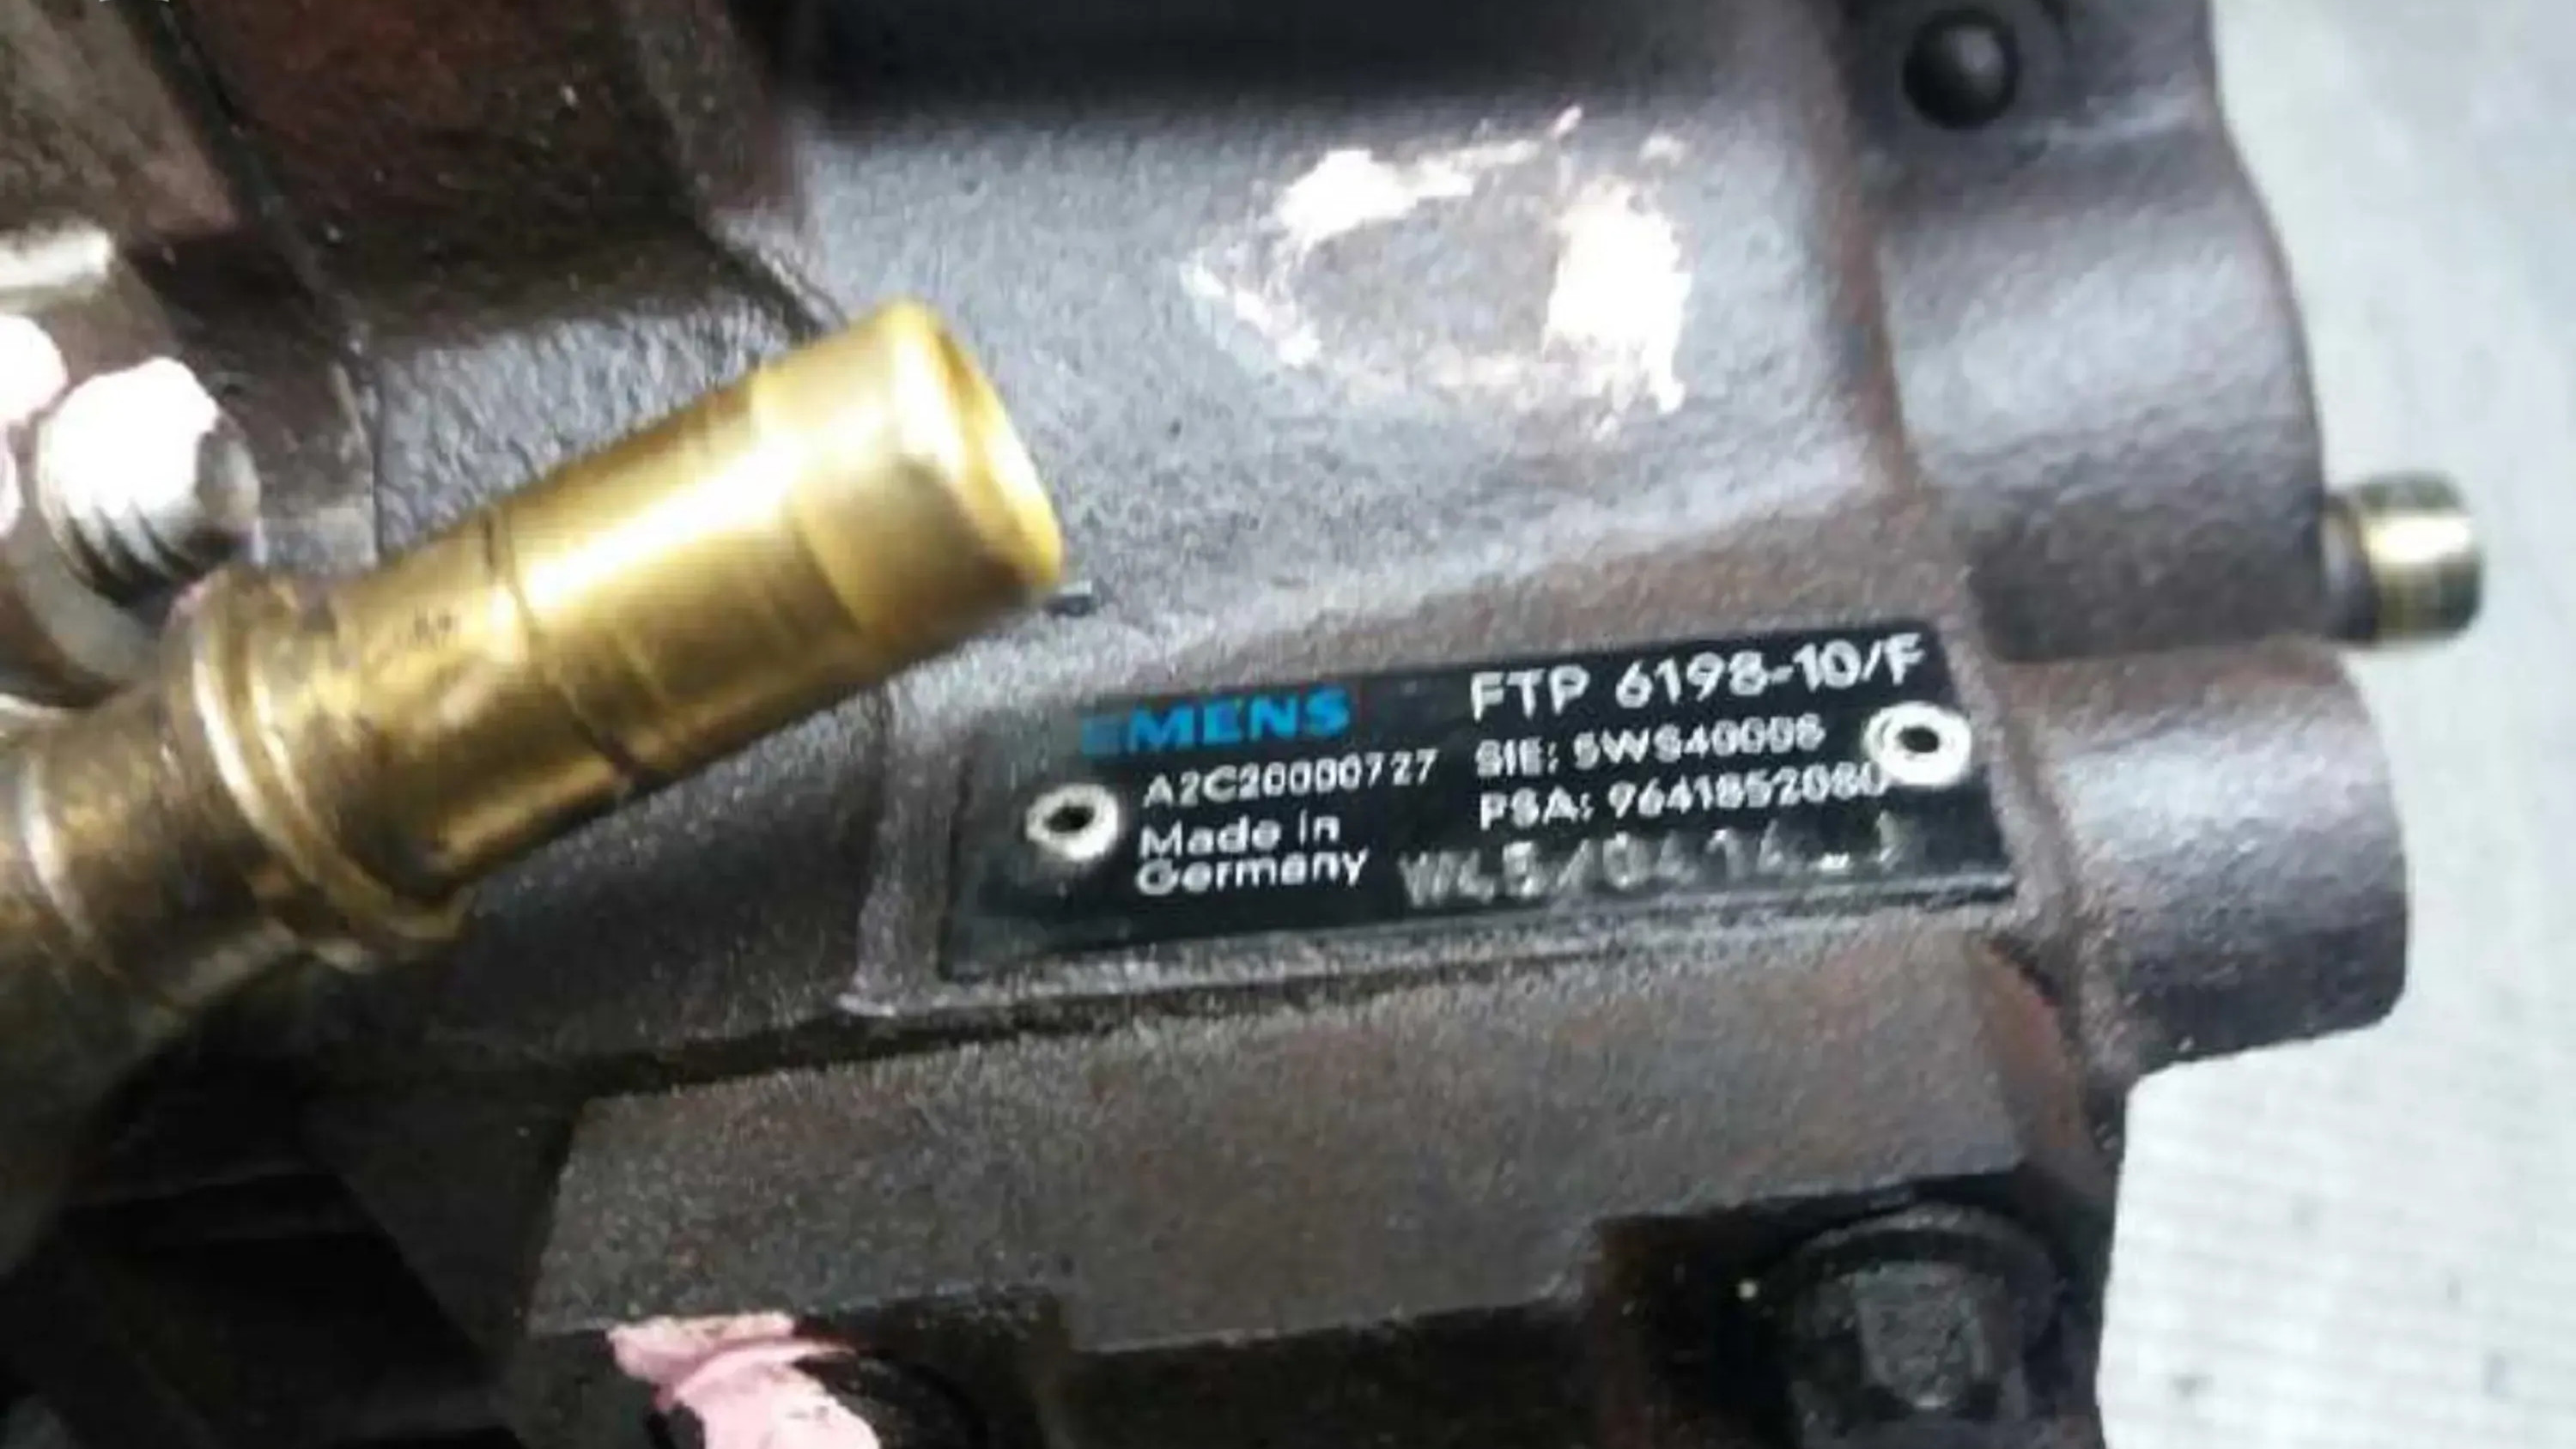 EMENS
A2C20000727
Made in
Germany
FTP 6198-10/F
SIE: 5WS40008
PSA: 9641852080